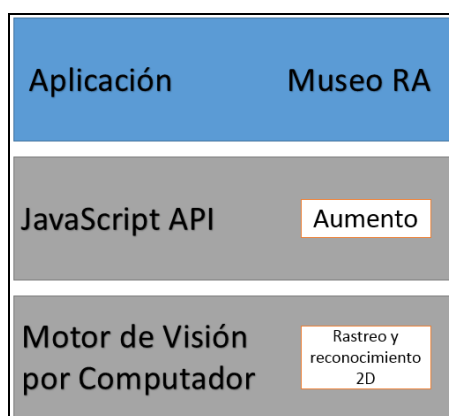 Aplicación Museo RA
JavaScript API Aumento
Motor de Visión
por Computador
Rastreo y
reconocimiento
2D